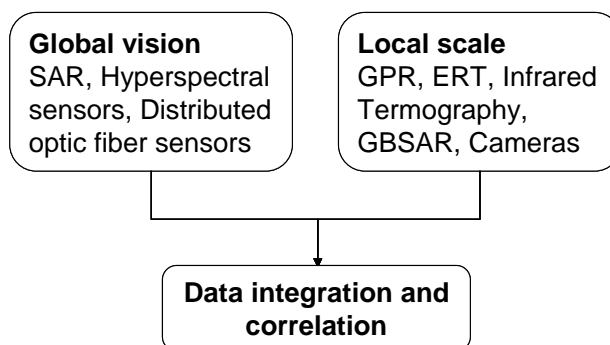 Global vision
SAR, Hyperspectral
sensors, Distributed
optic fiber sensors
Local scale
GPR, ERT, Infrared
Termography,
GBSAR, Cameras
Data integration and
correlation